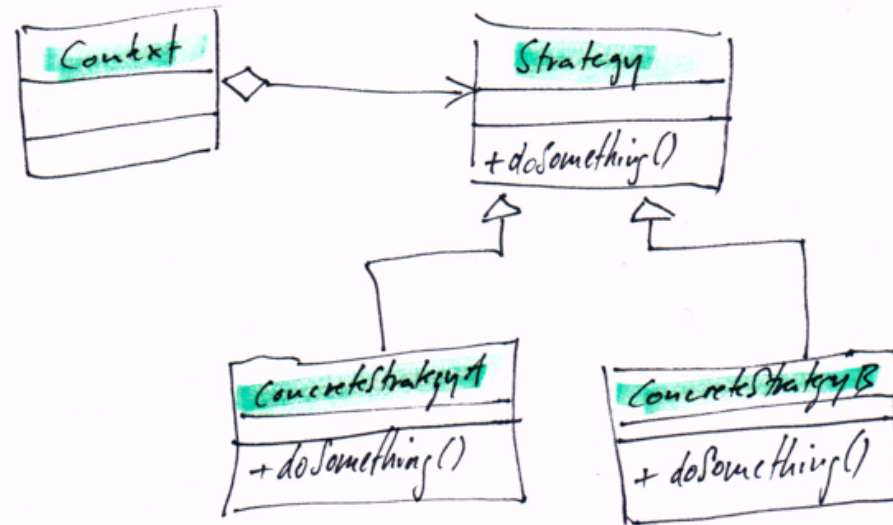 Context
Strategy
+ doSomething()
ConcreteStrategyA
+ doSomething()
ConcreteStrategyB
+ doSomething()